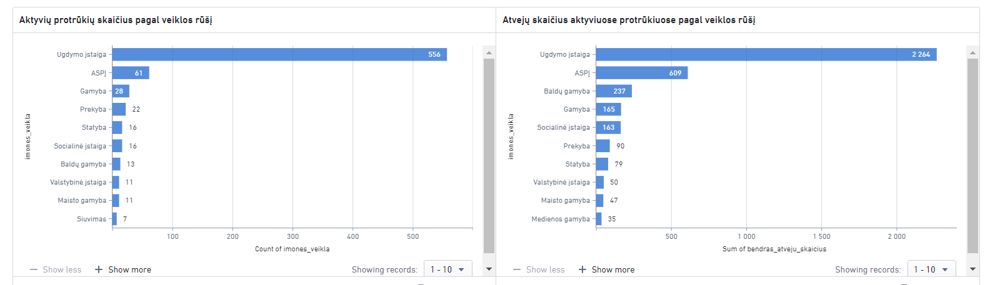 Aktyvių protrūkių skaičius pagal veiklos rūšį
imones_veikla
Ugdymo įstaiga 556
ASPĮ 61
Gamyba 28
Prekyba 22
Statyba 16
Socialinė įstaiga 16
Baldų gamyba 13
Valstybinė įstaiga 11
Maisto gamyba 11
Siuvimas 7
100 200 300 400 500
Count of imones_veikla
Show less + Show more Showing records: 1 - 10
Atvejų skaičius aktyviuose protrūkiuose pagal veiklos rūšį
imones_veikla
Ugdymo įstaiga 2 264
ASPĮ 609
Baldų gamyba 237
Gamyba 165
Socialinė įstaiga 163
Prekyba 90
Statyba 79
Valstybinė įstaiga 50
Maisto gamyba 47
Medienos gamyba 35
500 1 000 1 500 2 000
Sum of bendras_atveju_skaicius
Show less + Show more Showing records: 1 - 10